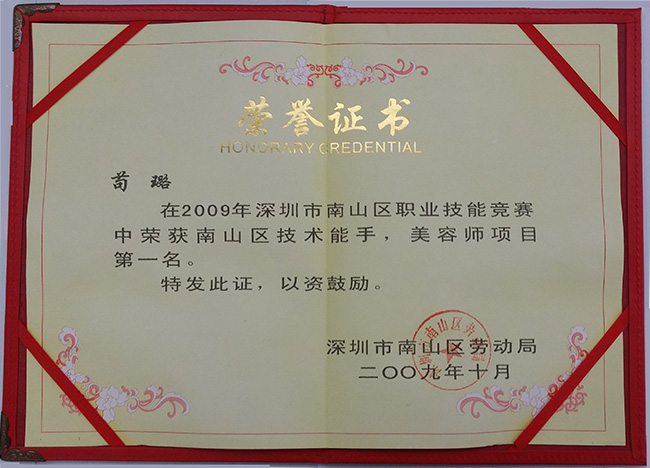 荣誉证书
HONORARY CREDENTIAL
苟璐
在2009年深圳市南山区职业技能竞赛
中荣获南山区技术能手，美容师项目
第一名。
特发此证，以资鼓励。
深圳市南山区劳动局
二〇〇九年十月